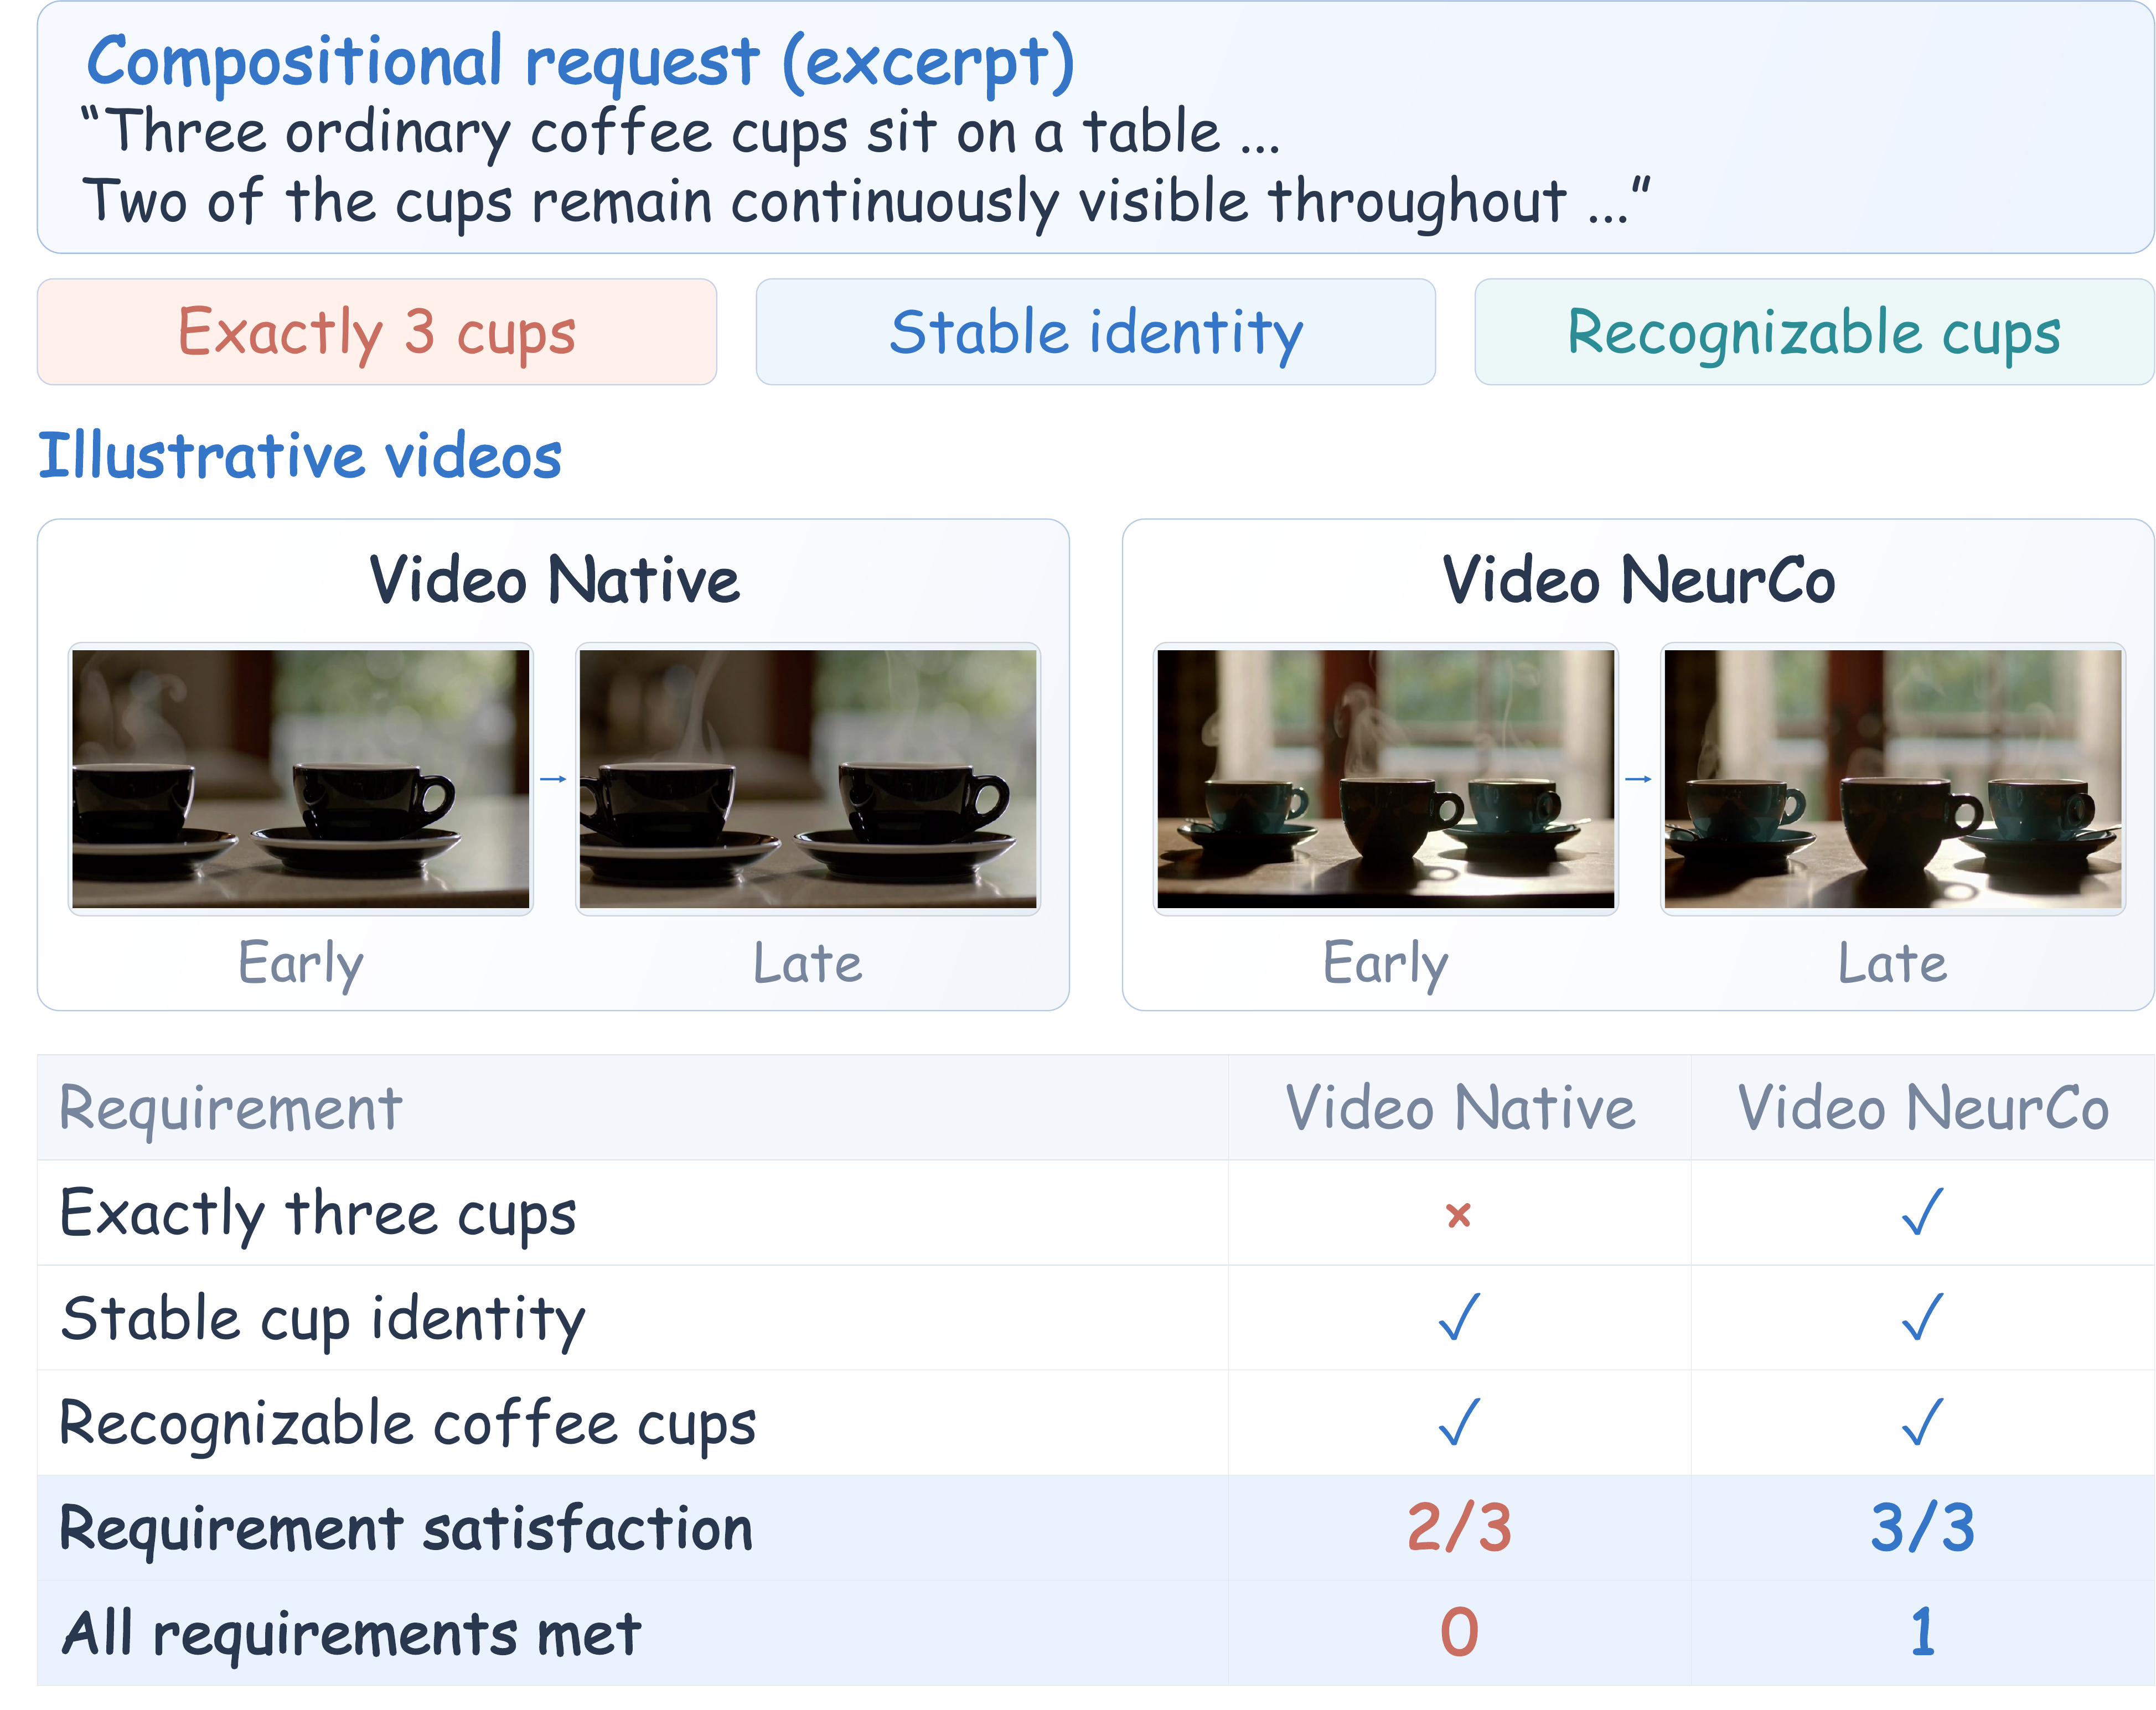 Compositional request (excerpt)
“Three ordinary coffee cups sit on a table ...
Two of the cups remain continuously visible throughout ...”
Exactly 3 cups
Stable identity
Recognizable cups
Illustrative videos
Video Native
Video NeurCo
Early
Late
Early
Late
Requirement Video Native Video NeurCo
Exactly three cups × ✓
Stable cup identity ✓ ✓
Recognizable coffee cups ✓ ✓
Requirement satisfaction 2/3 3/3
All requirements met 0 1